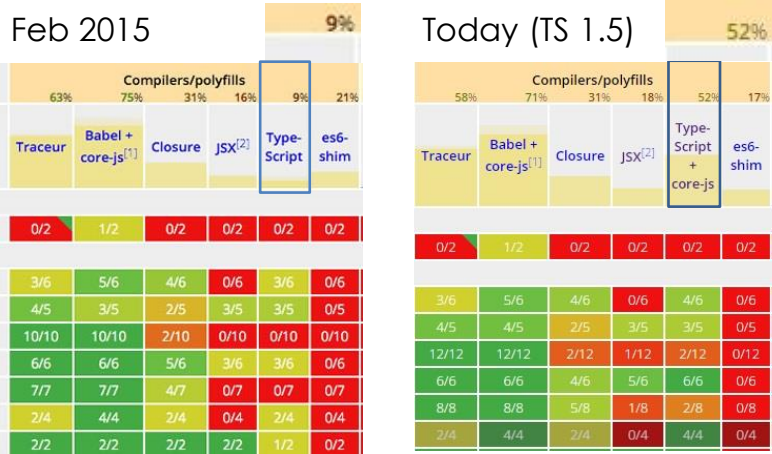 Feb 2015
9%
Compilers/polyfills
63% 75% 31% 16% 9% 21%
Traceur Babel + core-js[1] Closure JSX[2] Type-Script es6-shim
0/2 1/2 0/2 0/2 0/2 0/2
3/6 5/6 4/6 0/6 3/6 0/6
4/5 3/5 2/5 3/5 3/5 0/5
10/10 10/10 2/10 0/10 0/10 0/10
6/6 6/6 5/6 3/6 3/6 0/6
7/7 7/7 4/7 0/7 0/7 0/7
2/4 4/4 2/4 0/4 2/4 0/4
2/2 2/2 2/2 2/2 1/2 0/2
Today (TS 1.5)
52%
Compilers/polyfills
58% 71% 31% 18% 52% 17%
Traceur Babel + core-js[1] Closure JSX[2] Type-Script + core-js es6-shim
0/2 1/2 0/2 0/2 0/2 0/2
3/6 5/6 4/6 0/6 4/6 0/6
4/5 4/5 2/5 3/5 3/5 0/5
12/12 12/12 2/12 1/12 2/12 0/12
6/6 6/6 4/6 5/6 6/6 0/6
8/8 8/8 5/8 1/8 2/8 0/8
2/4 4/4 2/4 0/4 4/4 0/4